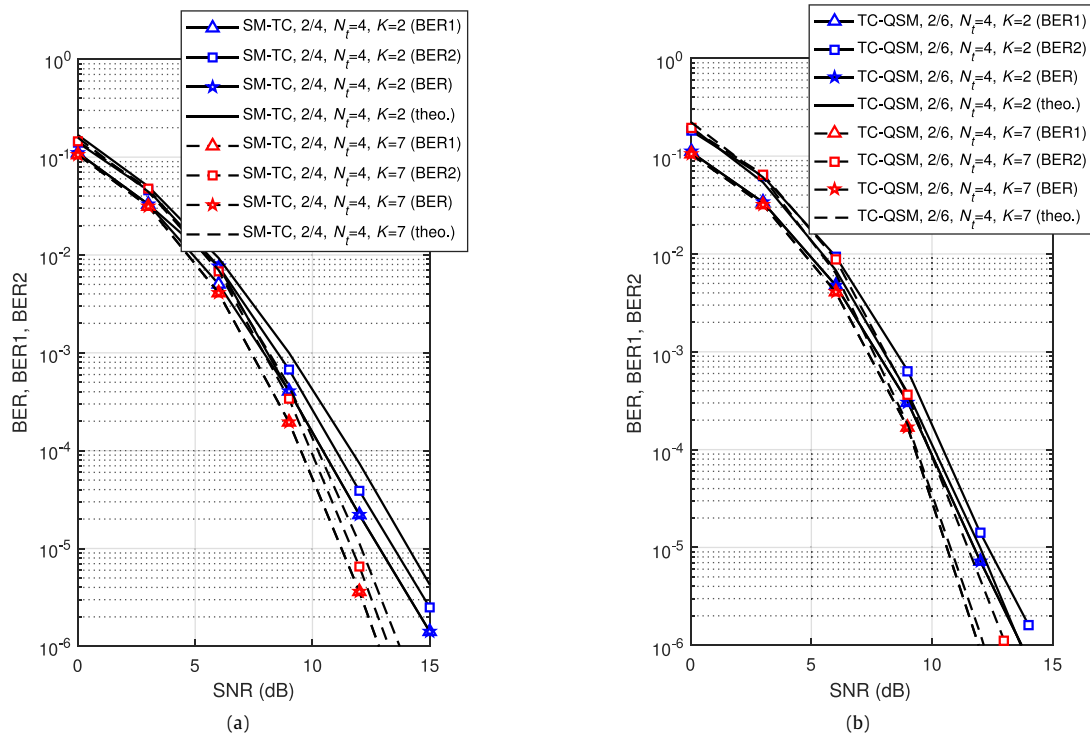 SM-TC, 2/4, Nt=4, K=2 (BER1)
SM-TC, 2/4, Nt=4, K=2 (BER2)
SM-TC, 2/4, Nt=4, K=2 (BER)
SM-TC, 2/4, Nt=4, K=2 (theo.)
SM-TC, 2/4, Nt=4, K=7 (BER1)
SM-TC, 2/4, Nt=4, K=7 (BER2)
SM-TC, 2/4, Nt=4, K=7 (BER)
SM-TC, 2/4, Nt=4, K=7 (theo.)
10^0
10^-1
10^-2
10^-3
10^-4
10^-5
10^-6
BER, BER1, BER2
0 5 10 15
SNR (dB)
(a)
TC-QSM, 2/6, Nt=4, K=2 (BER1)
TC-QSM, 2/6, Nt=4, K=2 (BER2)
TC-QSM, 2/6, Nt=4, K=2 (BER)
TC-QSM, 2/6, Nt=4, K=2 (theo.)
TC-QSM, 2/6, Nt=4, K=7 (BER1)
TC-QSM, 2/6, Nt=4, K=7 (BER2)
TC-QSM, 2/6, Nt=4, K=7 (BER)
TC-QSM, 2/6, Nt=4, K=7 (theo.)
10^0
10^-1
10^-2
10^-3
10^-4
10^-5
10^-6
BER, BER1, BER2
0 5 10 15
SNR (dB)
(b)